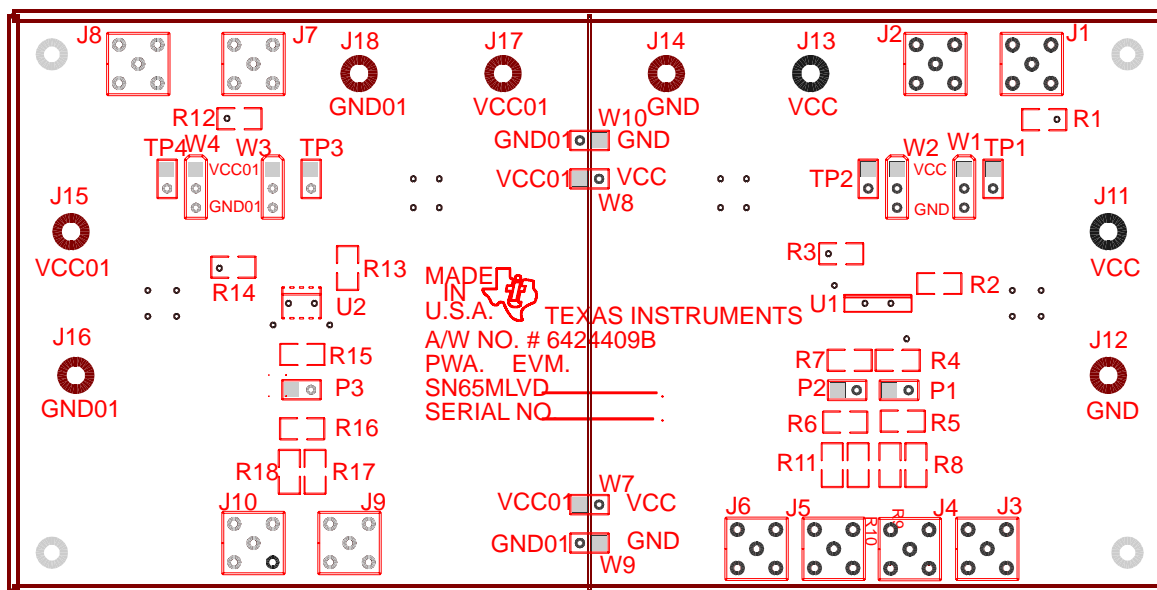 J8
J7
J18
J17
J14
J13
J2
J1
GND01
VCC01
GND
VCC
R12
W10
R1
GND01
GND
TP4
W4
W3
TP3
W2
W1
TP1
VCC01
VCC01
VCC
TP2
VCC
W8
J15
GND01
GND
J11
VCC01
R14
R13
R3
VCC
U2
MADE
IN
U.S.A.
R2
U1
TEXAS INSTRUMENTS
J16
A/W NO. # 6424409B
J12
R15
PWA. EVM.
R7
R4
P3
SN65MLVD
P2
P1
GND01
SERIAL NO
GND
R16
R6
R5
R18
R17
R11
R8
W7
J10
J9
VCC01
VCC
J6
J5
R10
R9
J4
J3
GND01
GND
W9